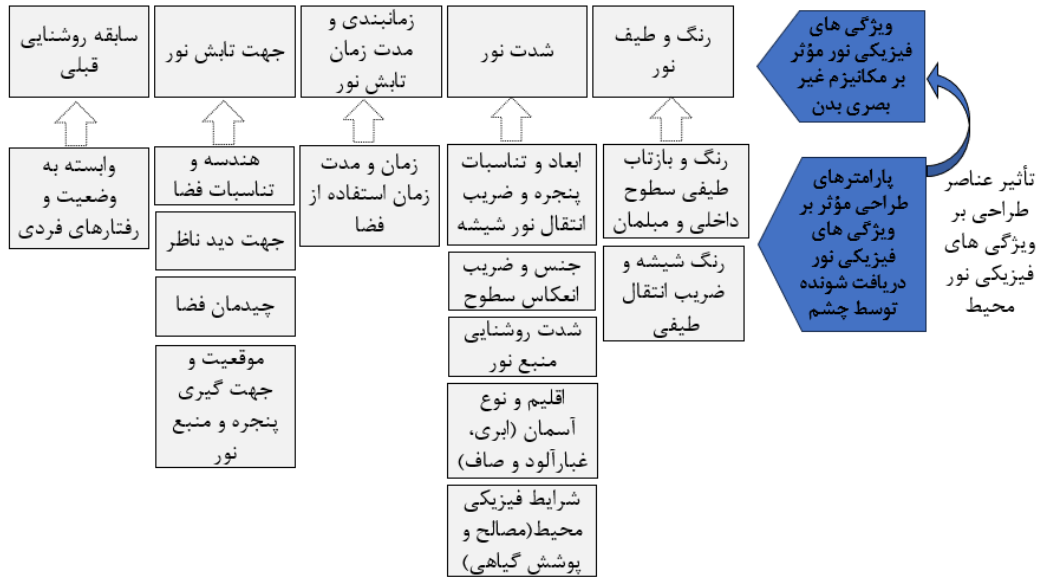 ویژگی های
فیزیکی نور مؤثر
بر مکانیزم غیر
بصری بدن
رنگ و طیف
نور
شدت نور
زمانبندی و
مدت زمان
تابش نور
جهت تابش نور
سابقه روشنایی
قبلی
تأثیر عناصر
طراحی بر
ویژگی های
فیزیکی نور
محیط
پارامترهای
طراحی مؤثر بر
ویژگی های
فیزیکی نور
دریافت شونده
توسط چشم
رنگ و بازتاب
طیفی سطوح
داخلی و مبلمان
رنگ شیشه و
ضریب انتقال
طیفی
ابعاد و تناسبات
پنجره و ضریب
انتقال نور شیشه
جنس و ضریب
انعکاس سطوح
شدت روشنایی
منبع نور
اقلیم و نوع
آسمان (ابری،
غبارآلود و صاف)
شرایط فیزیکی
محیط(مصالح و
پوشش گیاهی)
زمان و مدت
زمان استفاده از
فضا
هندسه و
تناسبات فضا
جهت دید ناظر
چیدمان فضا
موقعیت و
جهت گیری
پنجره و منبع
نور
وابسته به
وضعیت و
رفتارهای فردی